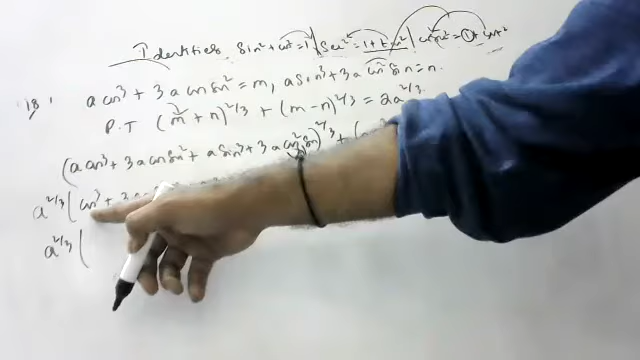 Identities sin² + cos² = 1 | sec² = 1 + tan² | cosec² = 1 + cot²
18. a cos³ + 3 a cos sin² = m, a sin³ + 3 a cos² sin = n.
P.T (m + n)^2/3 + (m - n)^2/3 = 2a^2/3
(a cos³ + 3 a cos sin² + a sin³ + 3 a cos² sin)^2/3 + (
a^2/3 ( cos³ + 3
a^2/3 (